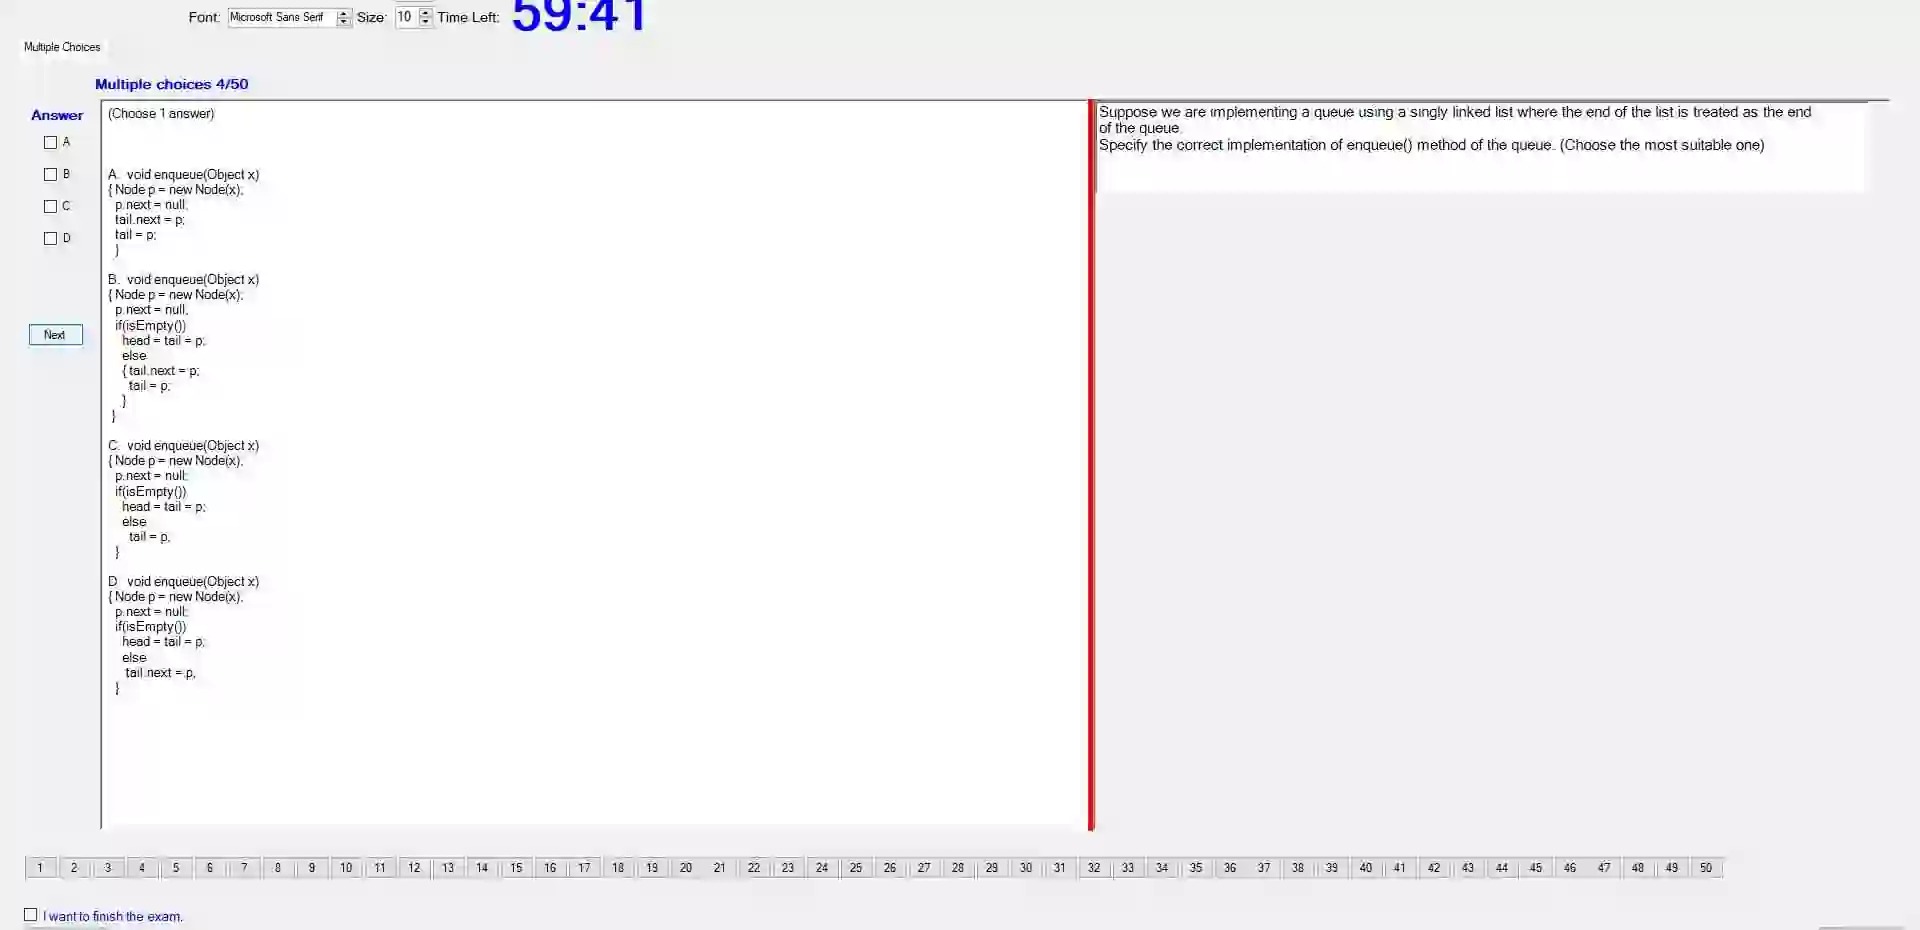 Font: Microsoft Sans Serif Size: 10 Time Left: 59:41
Multiple Choices
Multiple choices 4/50
Answer
A
B
C
D
Next
(Choose 1 answer)
A. void enqueue(Object x)
{ Node p = new Node(x);
p.next = null;
tail.next = p;
tail = p;
}
B. void enqueue(Object x)
{ Node p = new Node(x);
p.next = null;
if(isEmpty())
head = tail = p;
else
{ tail.next = p;
tail = p;
}
}
C. void enqueue(Object x)
{ Node p = new Node(x);
p.next = null;
if(isEmpty())
head = tail = p;
else
tail = p;
}
D. void enqueue(Object x)
{ Node p = new Node(x);
p.next = null;
if(isEmpty())
head = tail = p;
else
tail.next = p;
}
Suppose we are implementing a queue using a singly linked list where the end of the list is treated as the end
of the queue.
Specify the correct implementation of enqueue() method of the queue. (Choose the most suitable one)
1 2 3 4 5 6 7 8 9 10 11 12 13 14 15 16 17 18 19 20 21 22 23 24 25 26 27 28 29 30 31 32 33 34 35 36 37 38 39 40 41 42 43 44 45 46 47 48 49 50
I want to finish the exam.